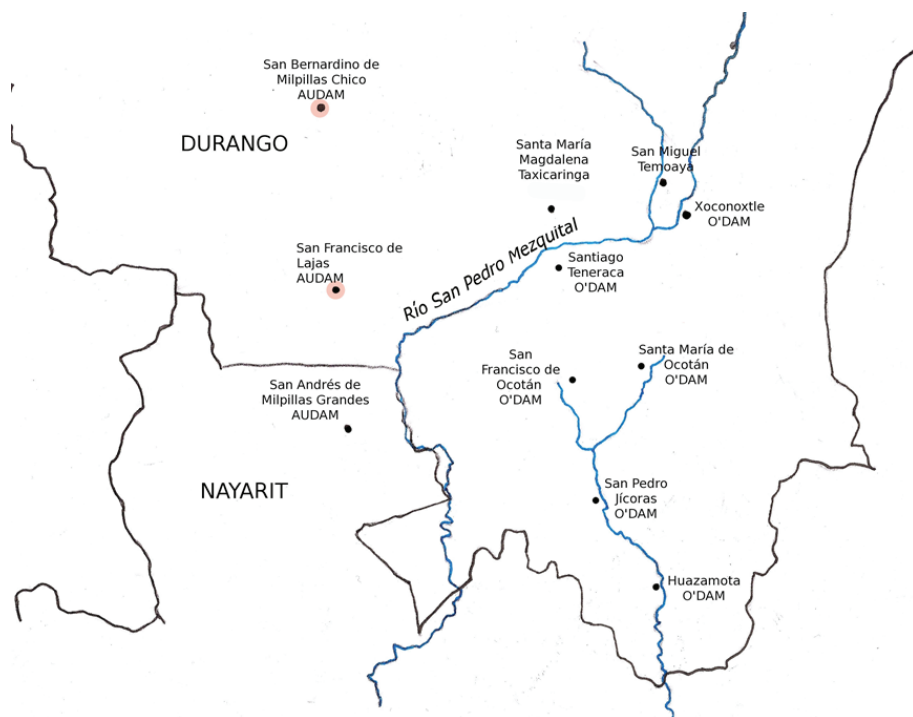 San Bernardino de
Milpillas Chico
AUDAM
DURANGO
Santa María
Magdalena
Taxicaringa
San Miguel
Temoaya
Xoconoxtle
O'DAM
San Francisco de
Lajas
AUDAM
Río San Pedro Mezquital
Santiago
Teneraca
O'DAM
San
Francisco de
Ocotán
O'DAM
Santa María de
Ocotán
O'DAM
San Andrés de
Milpillas Grandes
AUDAM
NAYARIT
San Pedro
Jícoras
O'DAM
Huazamota
O'DAM